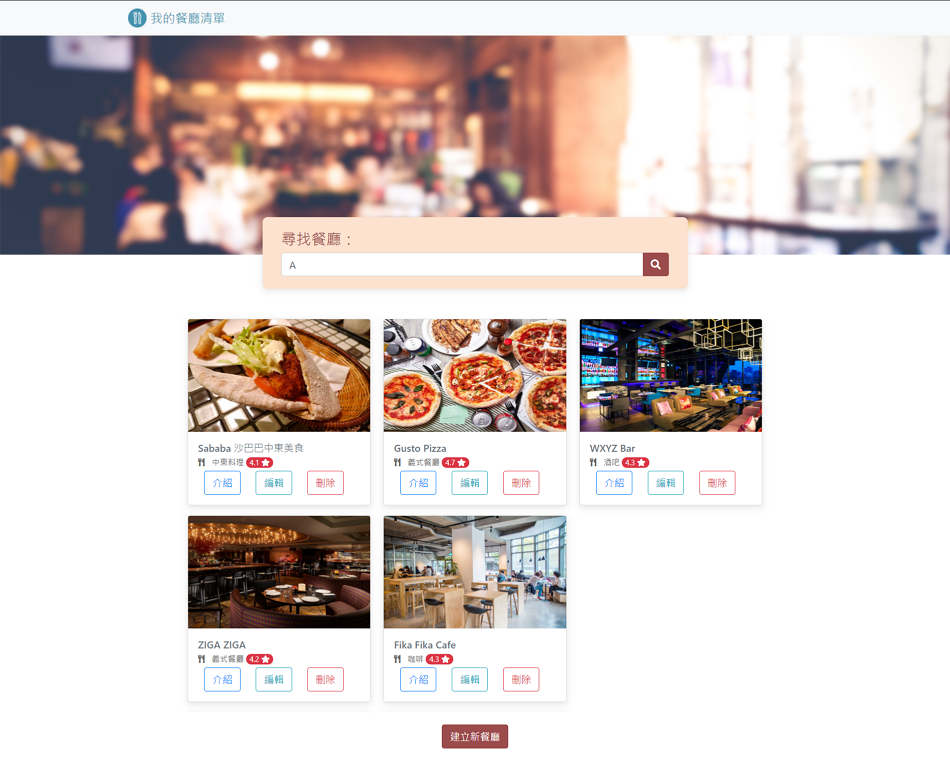 我的餐廳清單
尋找餐廳：
A
Sababa 沙巴巴中東美食
中東料理 4.1
介紹 編輯 刪除
Gusto Pizza
義式餐廳 4.7
介紹 編輯 刪除
WXYZ Bar
酒吧 4.3
介紹 編輯 刪除
ZIGA ZIGA
義式餐廳 4.2
介紹 編輯 刪除
Fika Fika Cafe
咖啡 4.3
介紹 編輯 刪除
建立新餐廳